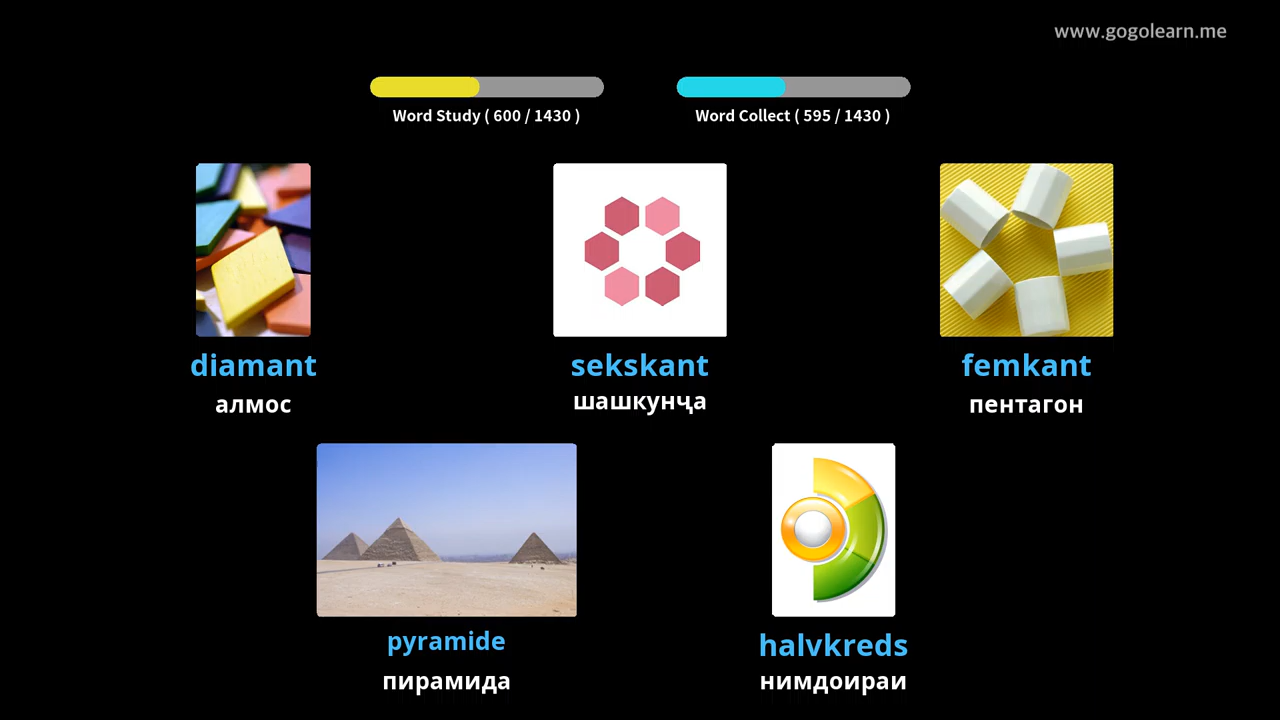 www.gogolearn.me
Word Study ( 600 / 1430 )
Word Collect ( 595 / 1430 )
diamant
алмос
sekskant
шашкунҷа
femkant
пентагон
pyramide
пирамида
halvkreds
нимдоираи